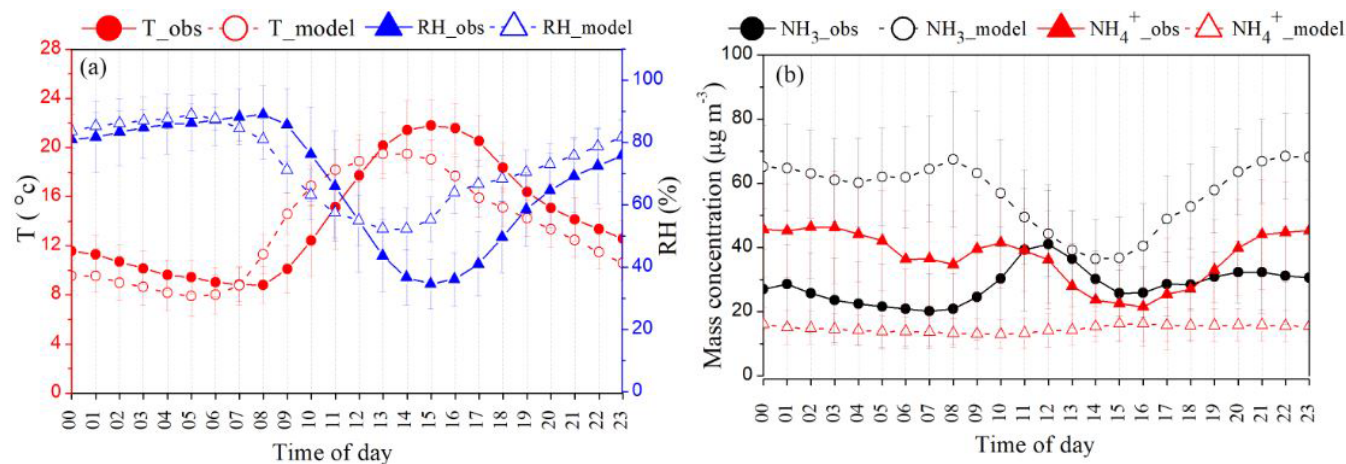 T_obs T_model RH_obs RH_model
(a)
T ( °c)
28
24
20
16
12
8
4
0
RH (%)
100
80
60
40
20
0
00 01 02 03 04 05 06 07 08 09 10 11 12 13 14 15 16 17 18 19 20 21 22 23
Time of day
NH₃_obs NH₃_model NH₄⁺_obs NH₄⁺_model
(b)
Mass concentration (μg m⁻³)
100
80
60
40
20
0
00 01 02 03 04 05 06 07 08 09 10 11 12 13 14 15 16 17 18 19 20 21 22 23
Time of day